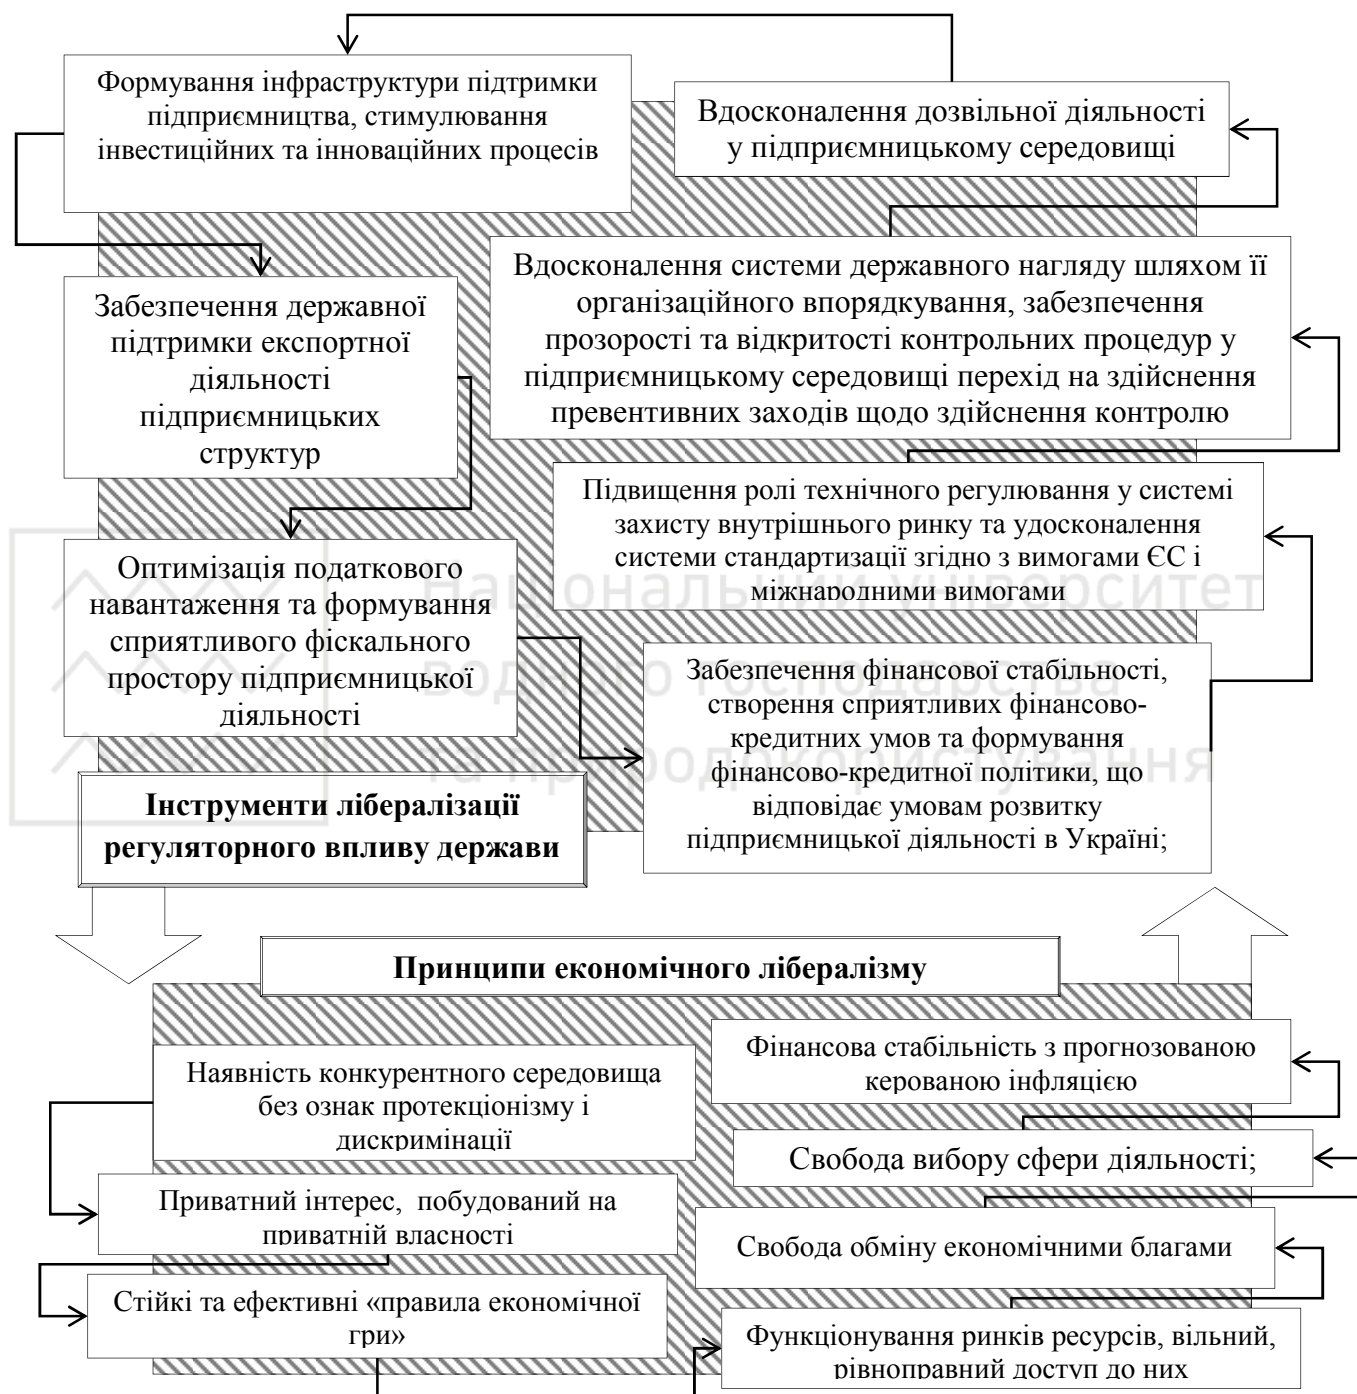 Формування інфраструктури підтримки
підприємництва, стимулювання
інвестиційних та інноваційних процесів
Вдосконалення дозвільної діяльності
у підприємницькому середовищі
Забезпечення державної
підтримки експортної
діяльності
підприємницьких
структур
Вдосконалення системи державного нагляду шляхом її
організаційного впорядкування, забезпечення
прозорості та відкритості контрольних процедур у
підприємницькому середовищі перехід на здійснення
превентивних заходів щодо здійснення контролю
Підвищення ролі технічного регулювання у системі
захисту внутрішнього ринку та удосконалення
системи стандартизації згідно з вимогами ЄС і
міжнародними вимогами
Оптимізація податкового
навантаження та формування
сприятливого фіскального
простору підприємницької
діяльності
Забезпечення фінансової стабільності,
створення сприятливих фінансово-
кредитних умов та формування
фінансово-кредитної політики, що
відповідає умовам розвитку
підприємницької діяльності в Україні;
Національний університет
водного господарства
та природокористування
Інструменти лібералізації
регуляторного впливу держави
Принципи економічного лібералізму
Наявність конкурентного середовища
без ознак протекціонізму і
дискримінації
Фінансова стабільність з прогнозованою
керованою інфляцією
Свобода вибору сфери діяльності;
Приватний інтерес, побудований на
приватній власності
Свобода обміну економічними благами
Стійкі та ефективні «правила економічної
гри»
Функціонування ринків ресурсів, вільний,
рівноправний доступ до них